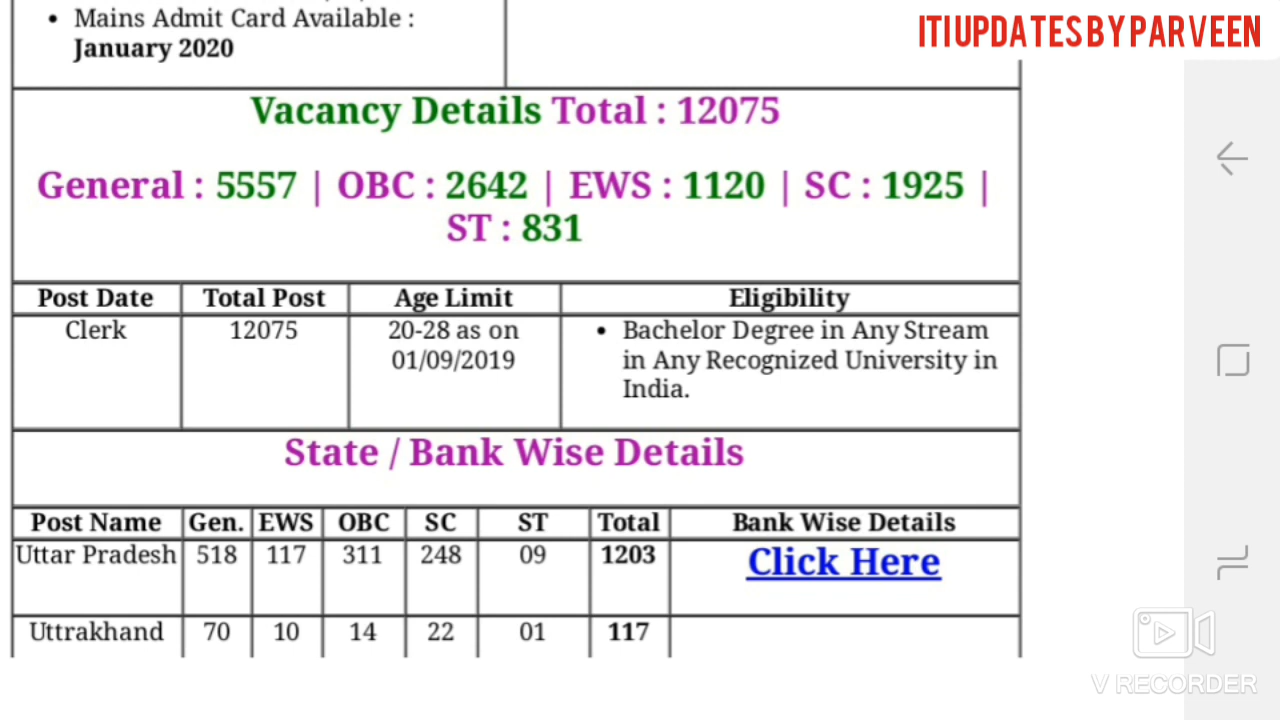 • Mains Admit Card Available :
January 2020
ITI UPDATES BY PARVEEN
Vacancy Details Total : 12075
General : 5557 | OBC : 2642 | EWS : 1120 | SC : 1925 |
ST : 831
Post Date Total Post Age Limit Eligibility
Clerk 12075 20-28 as on • Bachelor Degree in Any Stream
01/09/2019 in Any Recognized University in
India.
State / Bank Wise Details
Post Name Gen. EWS OBC SC ST Total Bank Wise Details
Uttar Pradesh 518 117 311 248 09 1203 Click Here
Uttrakhand 70 10 14 22 01 117
V RECORDER